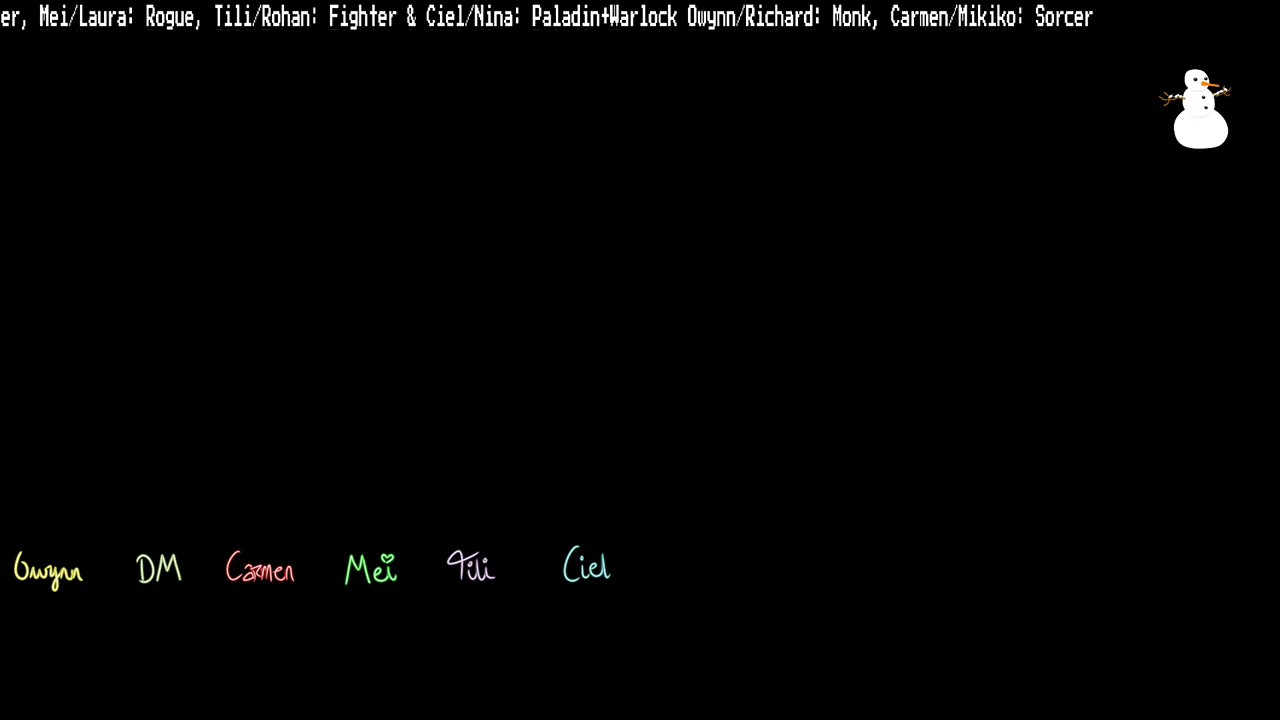 er, Mei/Laura: Rogue, Tili/Rohan: Fighter & Ciel/Nina: Paladin+Warlock Owynn/Richard: Monk, Carmen/Mikiko: Sorcer
Owynn DM Carmen Mei Tili Ciel